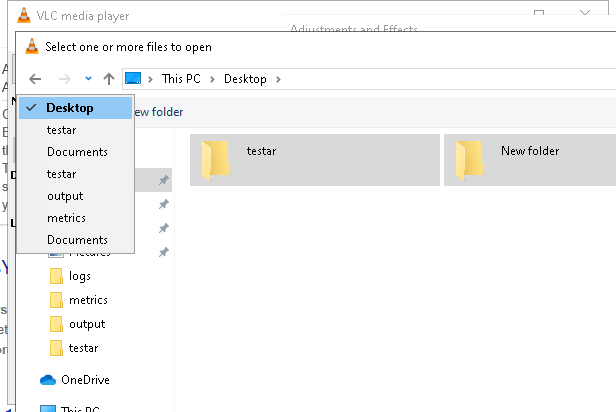 VLC media player
Adjustments and Effects
Select one or more files to open
This PC
Desktop
Desktop
testar
Documents
testar
output
metrics
Documents
ew folder
testar
New folder
Pictures
logs
metrics
output
testar
OneDrive
This PC